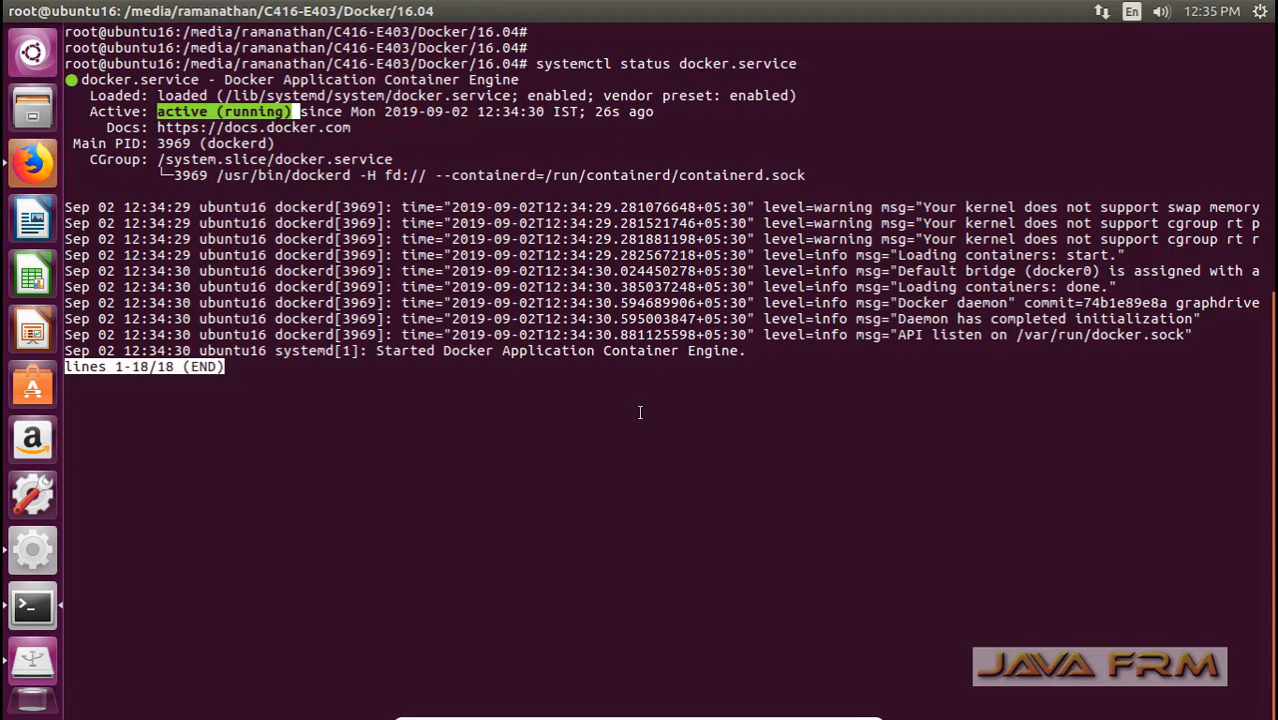 root@ubuntu16: /media/ramanathan/C416-E403/Docker/16.04
En
12:35 PM
root@ubuntu16:/media/ramanathan/C416-E403/Docker/16.04#
root@ubuntu16:/media/ramanathan/C416-E403/Docker/16.04#
root@ubuntu16:/media/ramanathan/C416-E403/Docker/16.04# systemctl status docker.service
● docker.service - Docker Application Container Engine
Loaded: loaded (/lib/systemd/system/docker.service; enabled; vendor preset: enabled)
Active: active (running) since Mon 2019-09-02 12:34:30 IST; 26s ago
Docs: https://docs.docker.com
Main PID: 3969 (dockerd)
CGroup: /system.slice/docker.service
└─3969 /usr/bin/dockerd -H fd:// --containerd=/run/containerd/containerd.sock
Sep 02 12:34:29 ubuntu16 dockerd[3969]: time="2019-09-02T12:34:29.281076648+05:30" level=warning msg="Your kernel does not support swap memory
Sep 02 12:34:29 ubuntu16 dockerd[3969]: time="2019-09-02T12:34:29.281521746+05:30" level=warning msg="Your kernel does not support cgroup rt p
Sep 02 12:34:29 ubuntu16 dockerd[3969]: time="2019-09-02T12:34:29.281881198+05:30" level=warning msg="Your kernel does not support cgroup rt r
Sep 02 12:34:29 ubuntu16 dockerd[3969]: time="2019-09-02T12:34:29.282567218+05:30" level=info msg="Loading containers: start."
Sep 02 12:34:30 ubuntu16 dockerd[3969]: time="2019-09-02T12:34:30.024450278+05:30" level=info msg="Default bridge (docker0) is assigned with a
Sep 02 12:34:30 ubuntu16 dockerd[3969]: time="2019-09-02T12:34:30.385037248+05:30" level=info msg="Loading containers: done."
Sep 02 12:34:30 ubuntu16 dockerd[3969]: time="2019-09-02T12:34:30.594689906+05:30" level=info msg="Docker daemon" commit=74b1e89e8a graphdrive
Sep 02 12:34:30 ubuntu16 dockerd[3969]: time="2019-09-02T12:34:30.595003847+05:30" level=info msg="Daemon has completed initialization"
Sep 02 12:34:30 ubuntu16 dockerd[3969]: time="2019-09-02T12:34:30.881125598+05:30" level=info msg="API listen on /var/run/docker.sock"
Sep 02 12:34:30 ubuntu16 systemd[1]: Started Docker Application Container Engine.
lines 1-18/18 (END)
JAVA FRM